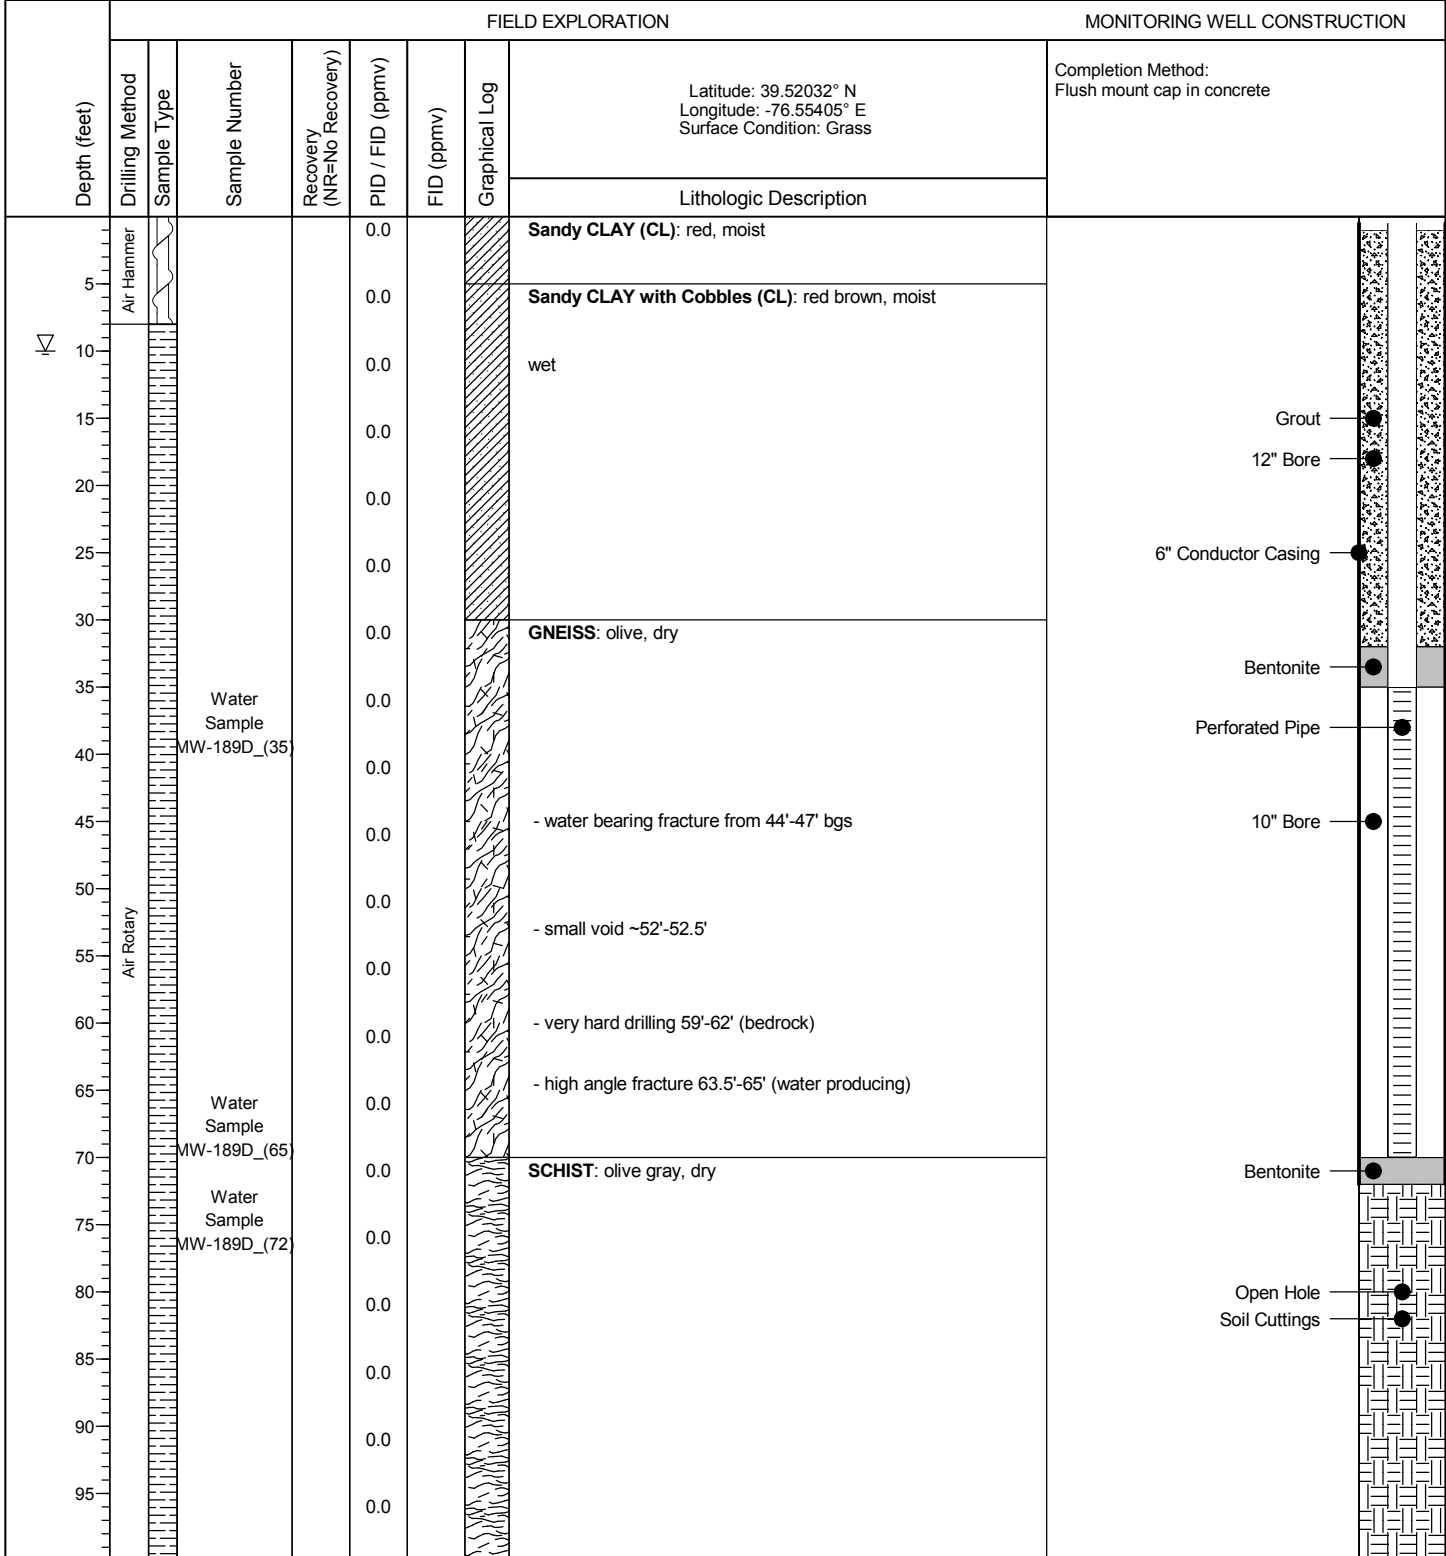 FIELD EXPLORATION
MONITORING WELL CONSTRUCTION
Depth (feet)
Drilling Method
Sample Type
Sample Number
Recovery
(NR=No Recovery)
PID / FID (ppmv)
FID (ppmv)
Graphical Log
Latitude: 39.52032° N
Longitude: -76.55405° E
Surface Condition: Grass
Lithologic Description
Completion Method:
Flush mount cap in concrete
Air Hammer
0.0
Sandy CLAY (CL): red, moist
5
0.0
Sandy CLAY with Cobbles (CL): red brown, moist
10
0.0
wet
15
0.0
Grout
12" Bore
20
0.0
25
0.0
6" Conductor Casing
30
0.0
GNEISS: olive, dry
Bentonite
35
0.0
Water
Sample
MW-189D_(35)
Perforated Pipe
40
0.0
45
0.0
- water bearing fracture from 44'-47' bgs
10" Bore
50
0.0
- small void ~52'-52.5'
Air Rotary
55
0.0
60
0.0
- very hard drilling 59'-62' (bedrock)
65
0.0
- high angle fracture 63.5'-65' (water producing)
Water
Sample
MW-189D_(65)
70
0.0
SCHIST: olive gray, dry
Bentonite
Water
Sample
MW-189D_(72)
75
0.0
80
0.0
Open Hole
Soil Cuttings
85
0.0
90
0.0
95
0.0